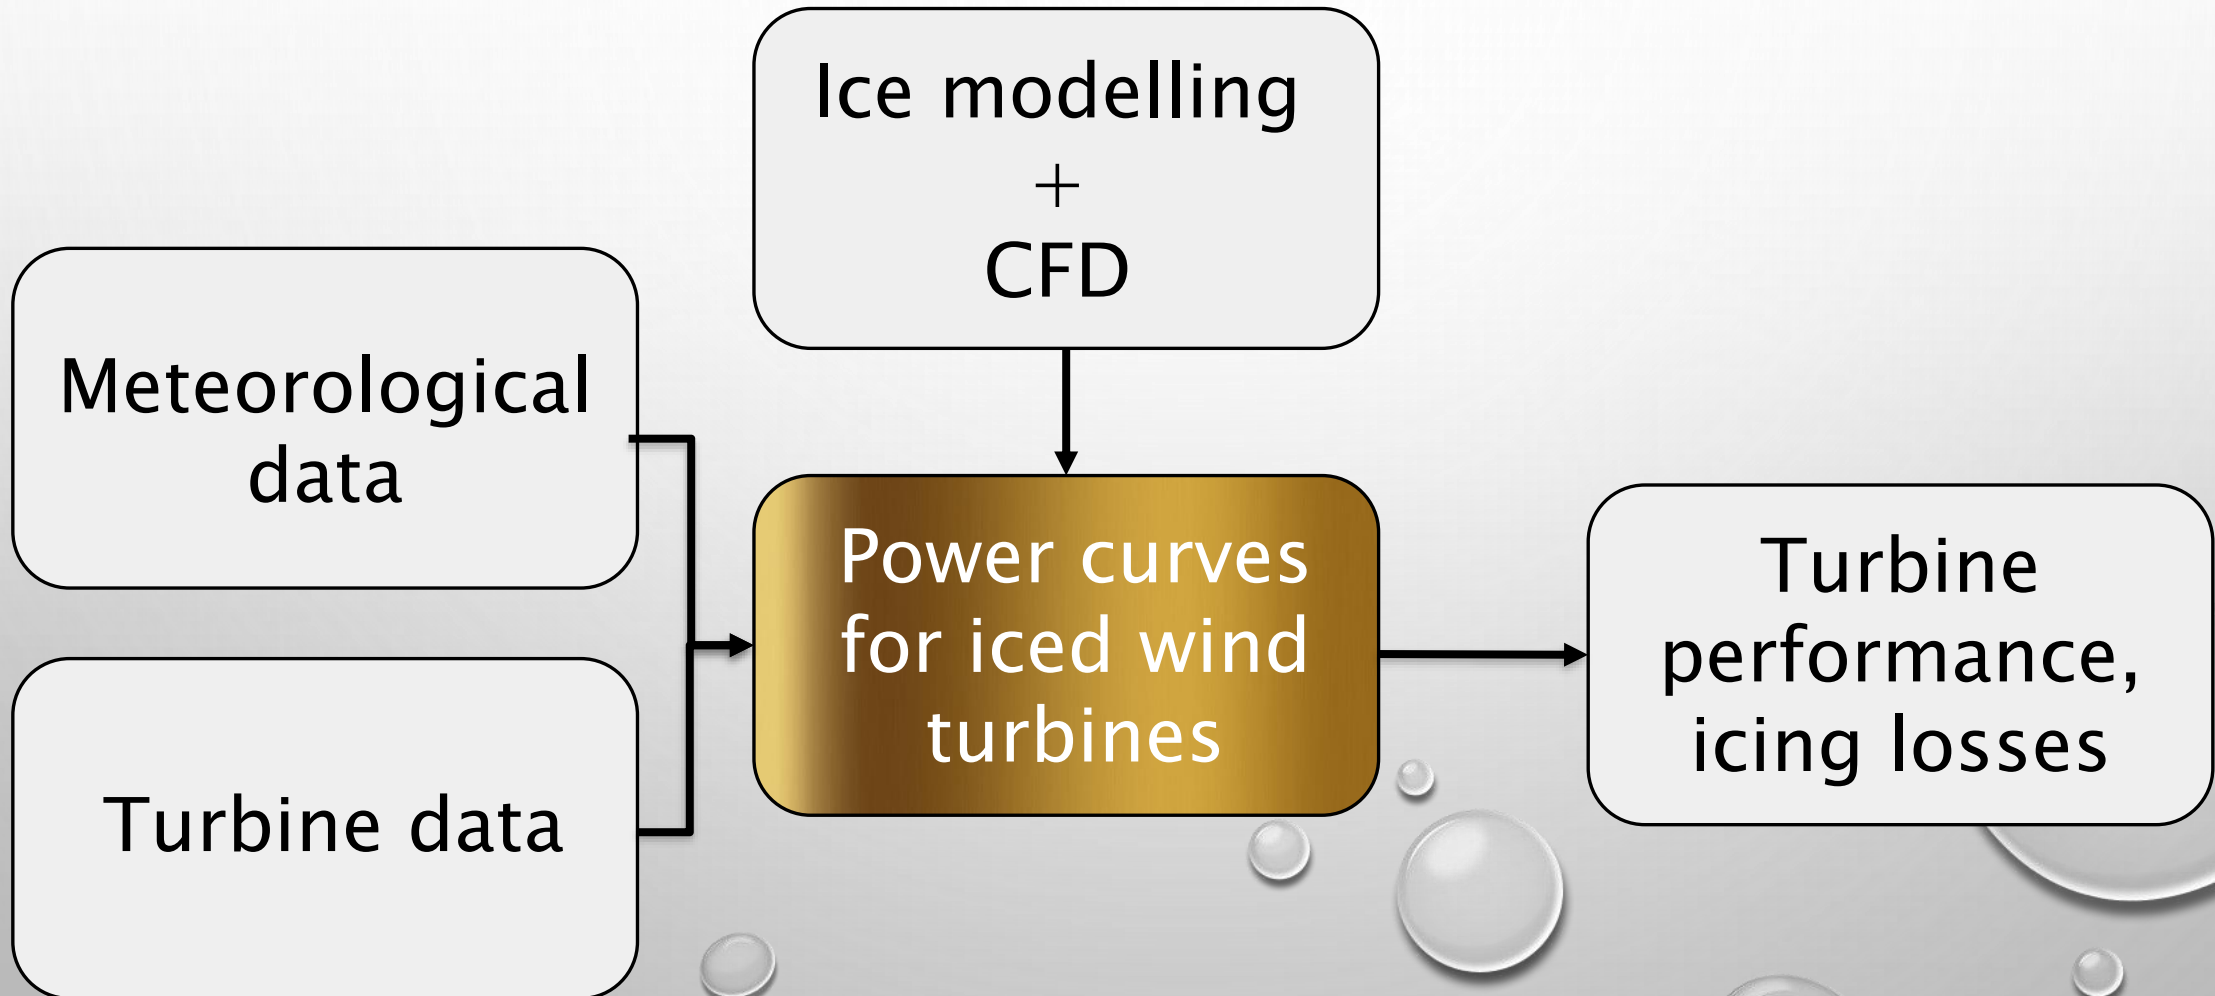 Ice modelling
+
CFD
Meteorological
data
Turbine data
Power curves
for iced wind
turbines
Turbine
performance,
icing losses